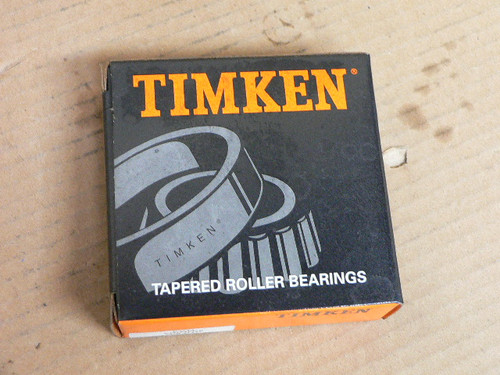 TIMKEN®
TIMKEN®
TAPERED ROLLER BEARINGS
TIMKEN